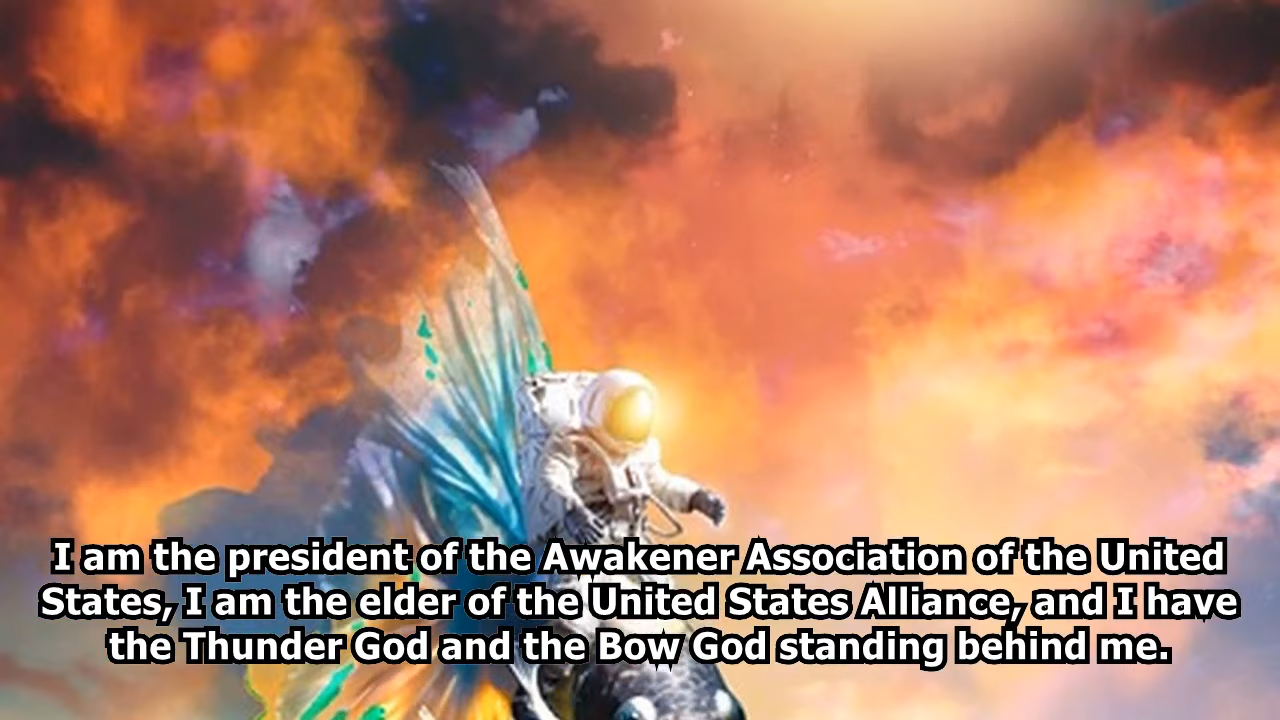 I am the president of the Awakener Association of the United
States, I am the elder of the United States Alliance, and I have
the Thunder God and the Bow God standing behind me.